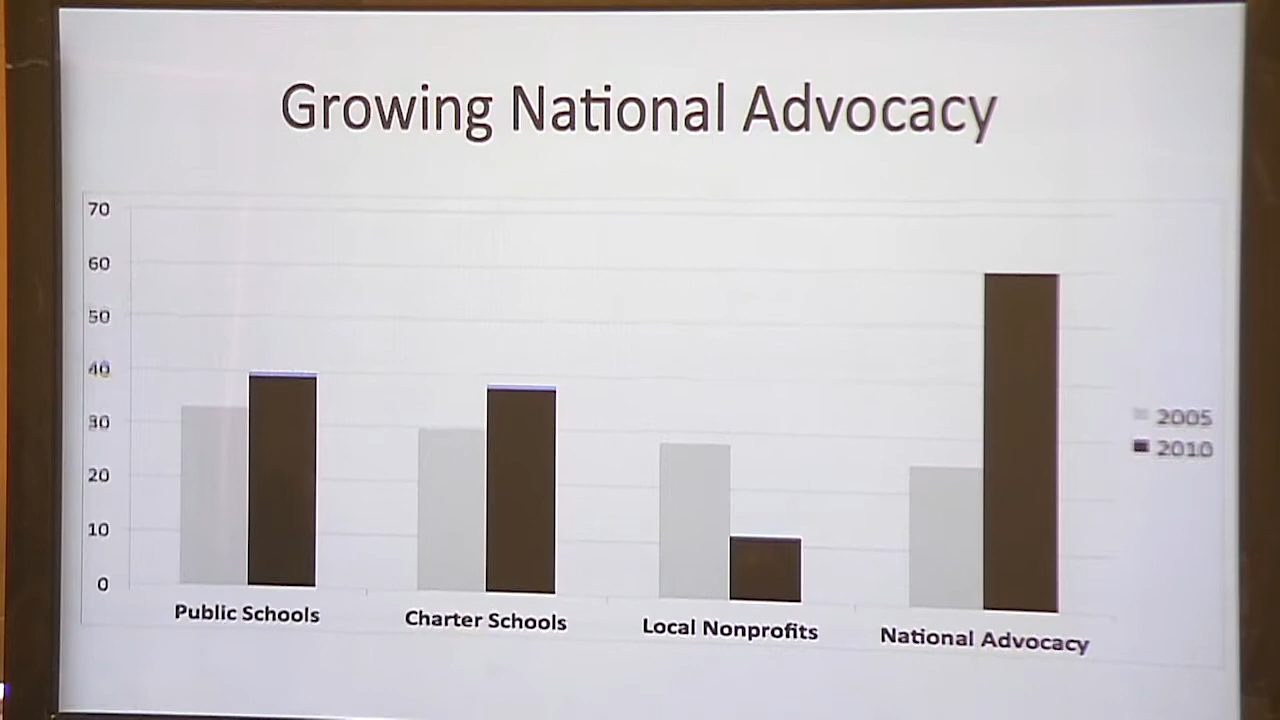 Growing National Advocacy
70
60
50
40
30
20
10
0
2005
2010
Public Schools
Charter Schools
Local Nonprofits
National Advocacy